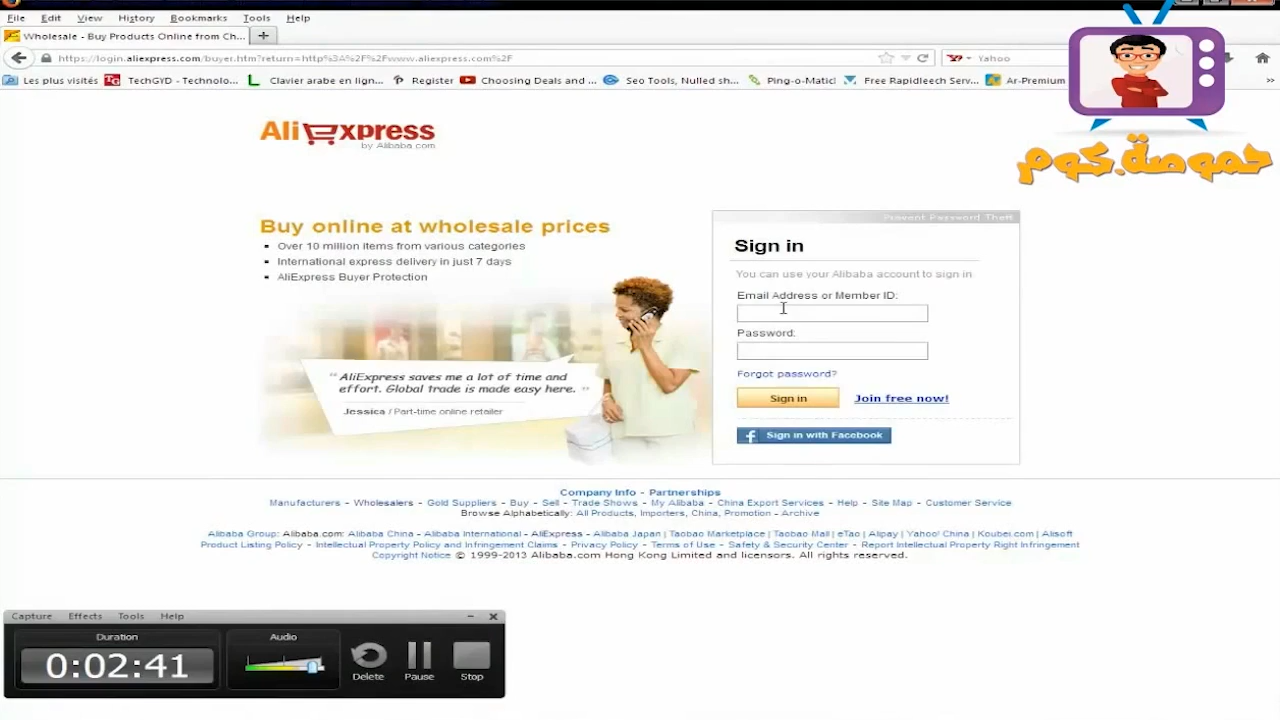 File Edit View History Bookmarks Tools Help
Wholesale - Buy Products Online from Ch... +
https://login.aliexpress.com/buyer.htm?return=http%3A%2F%2Fwww.aliexpress.com%2F
Yahoo
Les plus visités TechGYD - Technolo... Clavier arabe en lign... Register Choosing Deals and ... Seo Tools, Nulled sh... Ping-o-Matic! Free Rapidleech Serv... Ar-Premium »
حموصة.كوم
AliExpress
by Alibaba.com
Buy online at wholesale prices
Over 10 million items from various categories
International express delivery in just 7 days
AliExpress Buyer Protection
" AliExpress saves me a lot of time and
effort. Global trade is made easy here. "
Jessica / Part-time online retailer
Prevent Password Theft
Sign in
You can use your Alibaba account to sign in
Email Address or Member ID:
Password:
Forgot password?
Sign in Join free now!
f Sign in with Facebook
Company Info - Partnerships
Manufacturers - Wholesalers - Gold Suppliers - Buy - Sell - Trade Shows - My Alibaba - China Export Services - Help - Site Map - Customer Service
Browse Alphabetically: All Products, Importers, China, Promotion - Archive
Alibaba Group: Alibaba.com: Alibaba China - Alibaba International - AliExpress - Alibaba Japan | Taobao Marketplace | Taobao Mall | eTao | Alipay | Yahoo! China | Koubei.com | Alisoft
Product Listing Policy - Intellectual Property Policy and Infringement Claims - Privacy Policy - Terms of Use - Safety & Security Center - Report Intellectual Property Right Infringement
Copyright Notice © 1999-2013 Alibaba.com Hong Kong Limited and licensors. All rights reserved.
Capture Effects Tools Help
Duration Audio
0:02:41
Delete Pause Stop